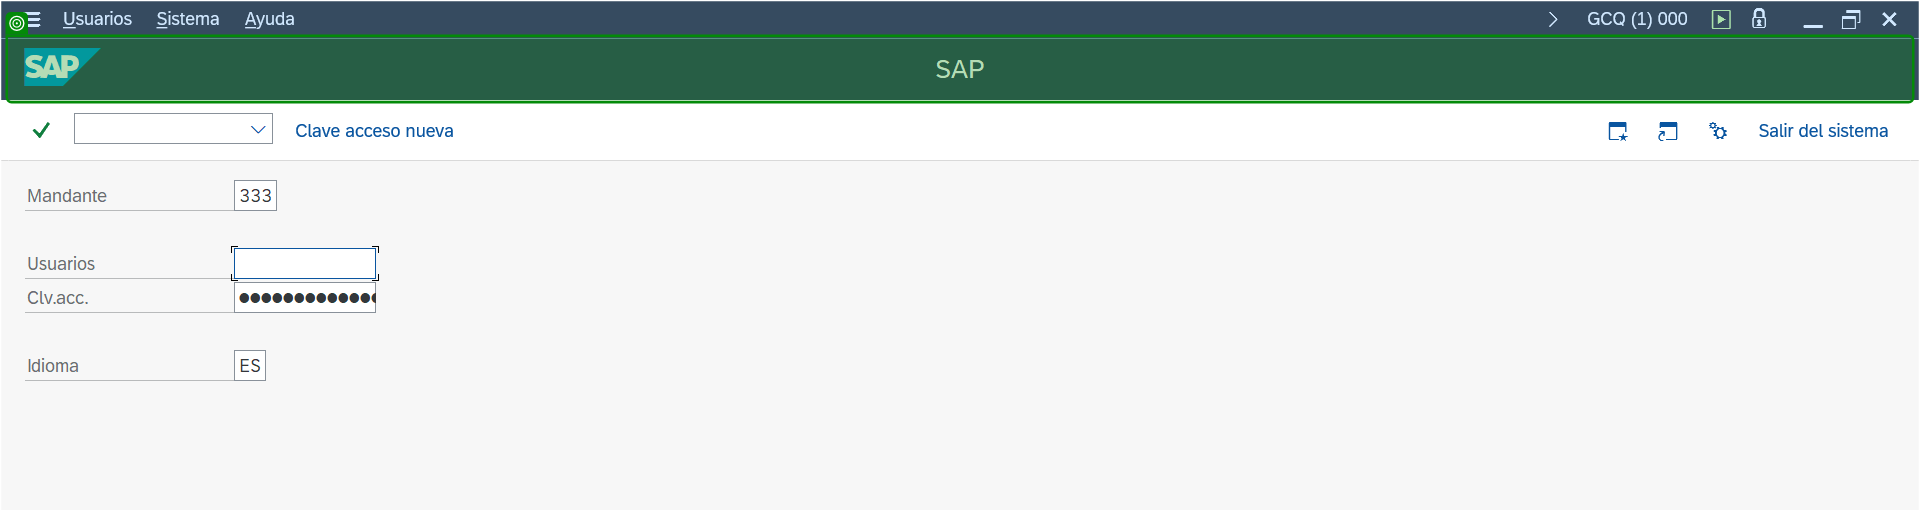 Usuarios Sistema Ayuda GCQ (1) 000
SAP SAP
Clave acceso nueva Salir del sistema
Mandante 333
Usuarios
Clv.acc. ●●●●●●●●●●●●●
Idioma ES